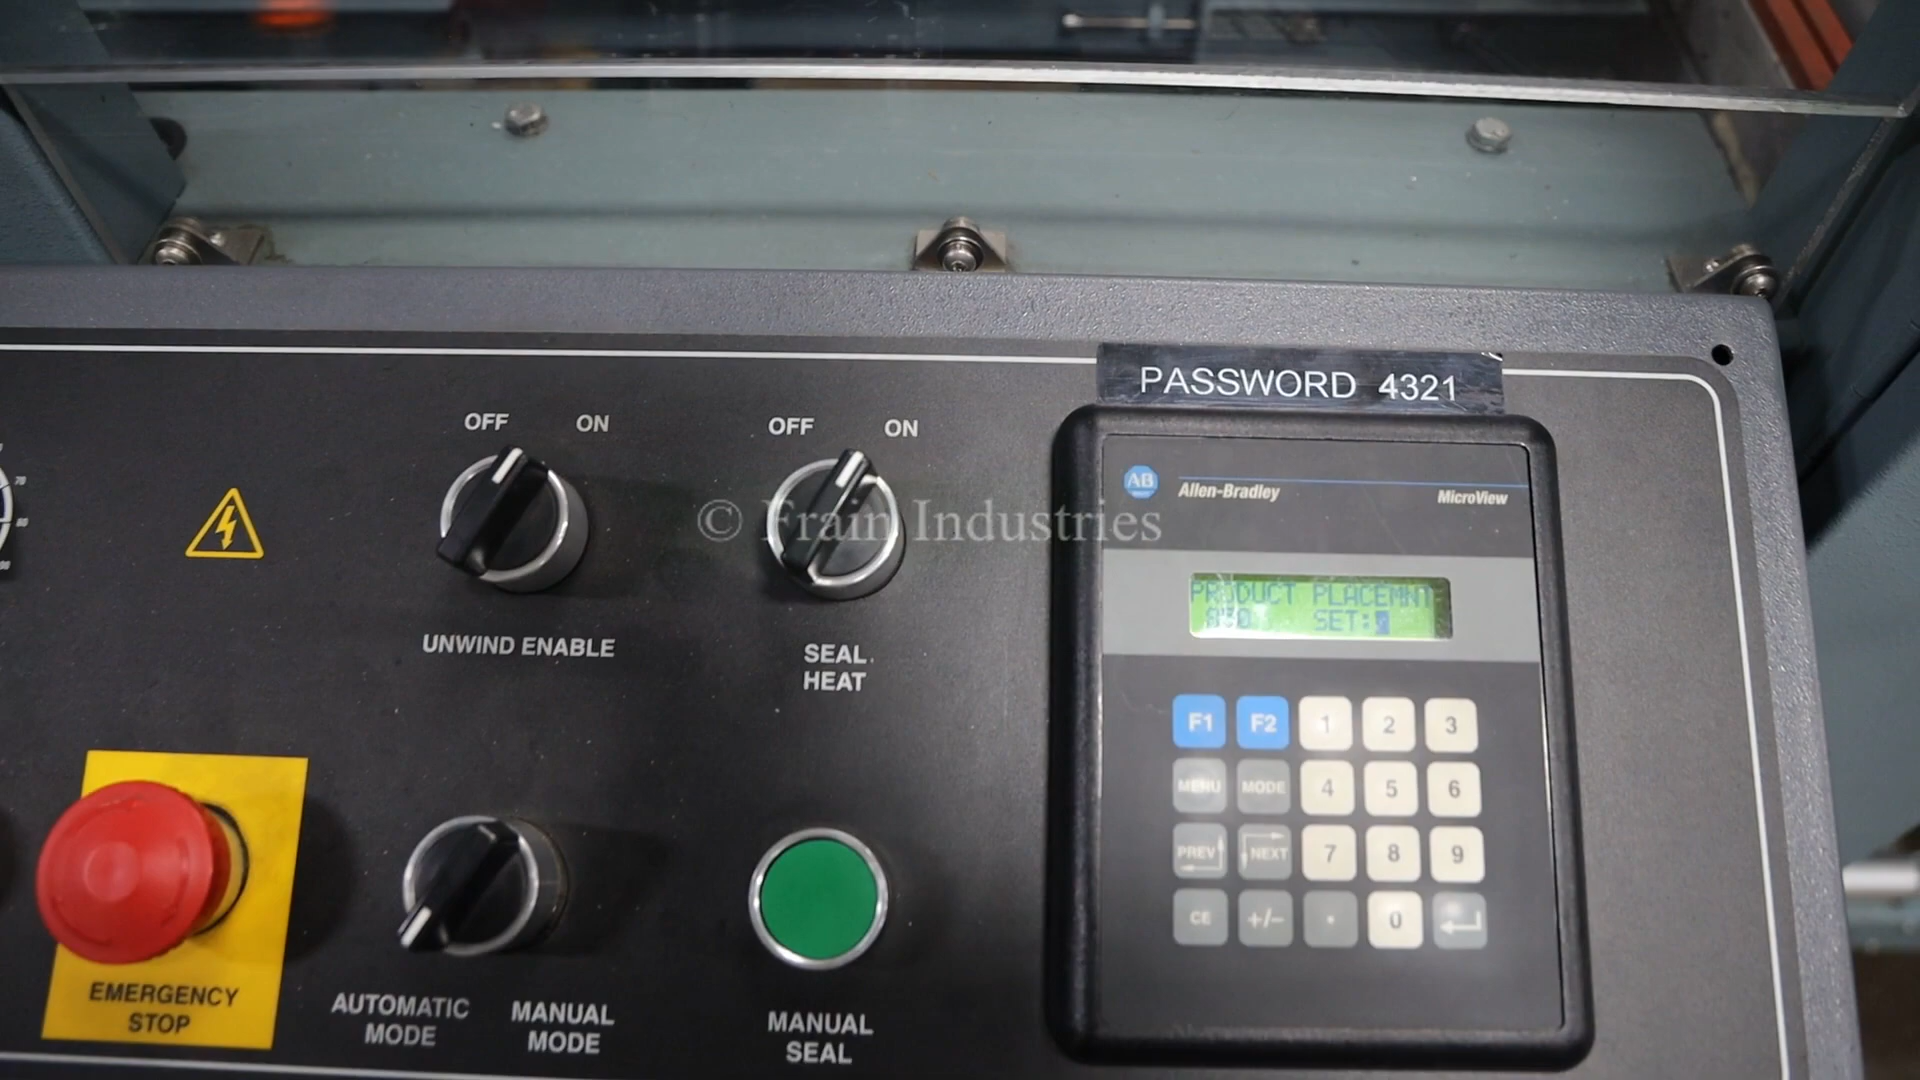 PASSWORD 4321
OFF ON
OFF ON
AB Allen-Bradley MicroView
© Frain Industries
PRODUCT PLACEMNT
SET:
UNWIND ENABLE
SEAL
HEAT
F1 F2 1 2 3
MENU MODE 4 5 6
PREV NEXT 7 8 9
CE +/- . 0
EMERGENCY
STOP
AUTOMATIC
MODE
MANUAL
MODE
MANUAL
SEAL